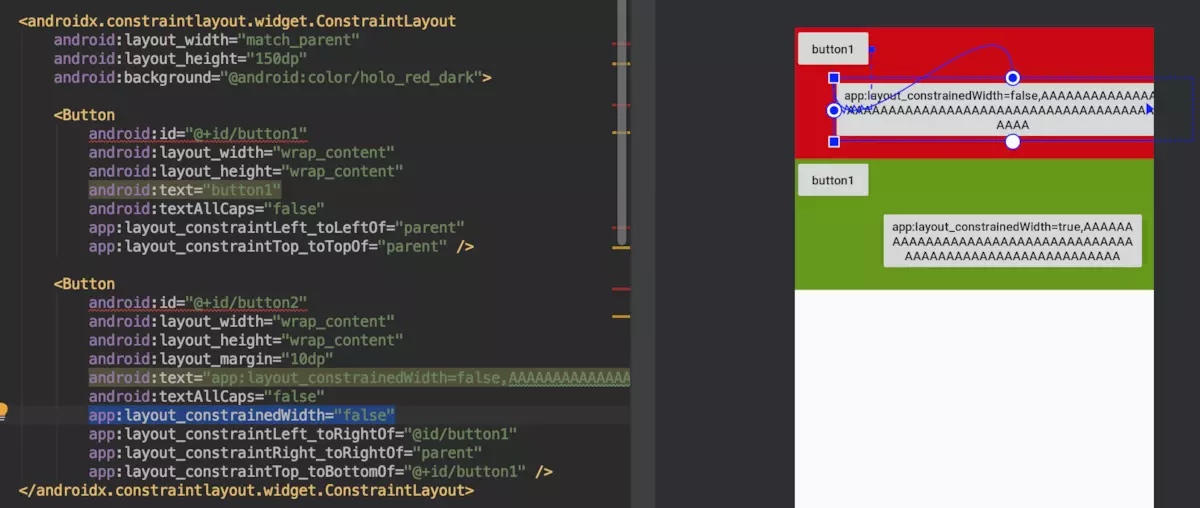 <androidx.constraintlayout.widget.ConstraintLayout
android:layout_width="match_parent"
android:layout_height="150dp"
android:background="@android:color/holo_red_dark">
<Button
android:id="@+id/button1"
android:layout_width="wrap_content"
android:layout_height="wrap_content"
android:text="button1"
android:textAllCaps="false"
app:layout_constraintLeft_toLeftOf="parent"
app:layout_constraintTop_toTopOf="parent" />
<Button
android:id="@+id/button2"
android:layout_width="wrap_content"
android:layout_height="wrap_content"
android:layout_margin="10dp"
android:text="app:layout_constrainedWidth=false,AAAAAAAAAAAAAA
android:textAllCaps="false"
app:layout_constrainedWidth="false"
app:layout_constraintLeft_toRightOf="@id/button1"
app:layout_constraintRight_toRightOf="parent"
app:layout_constraintTop_toBottomOf="@+id/button1" />
</androidx.constraintlayout.widget.ConstraintLayout>
button1
app:layout_constrainedWidth=false,AAAAAAAAAAAAAA
AAAAAAAAAAAAAAAAAAAAAAAAAAAAAAAAAAAAA
AAAA
button1
app:layout_constrainedWidth=true,AAAAAA
AAAAAAAAAAAAAAAAAAAAAAAAAAAAAA
AAAAAAAAAAAAAAAAAAAAAAAAAAA